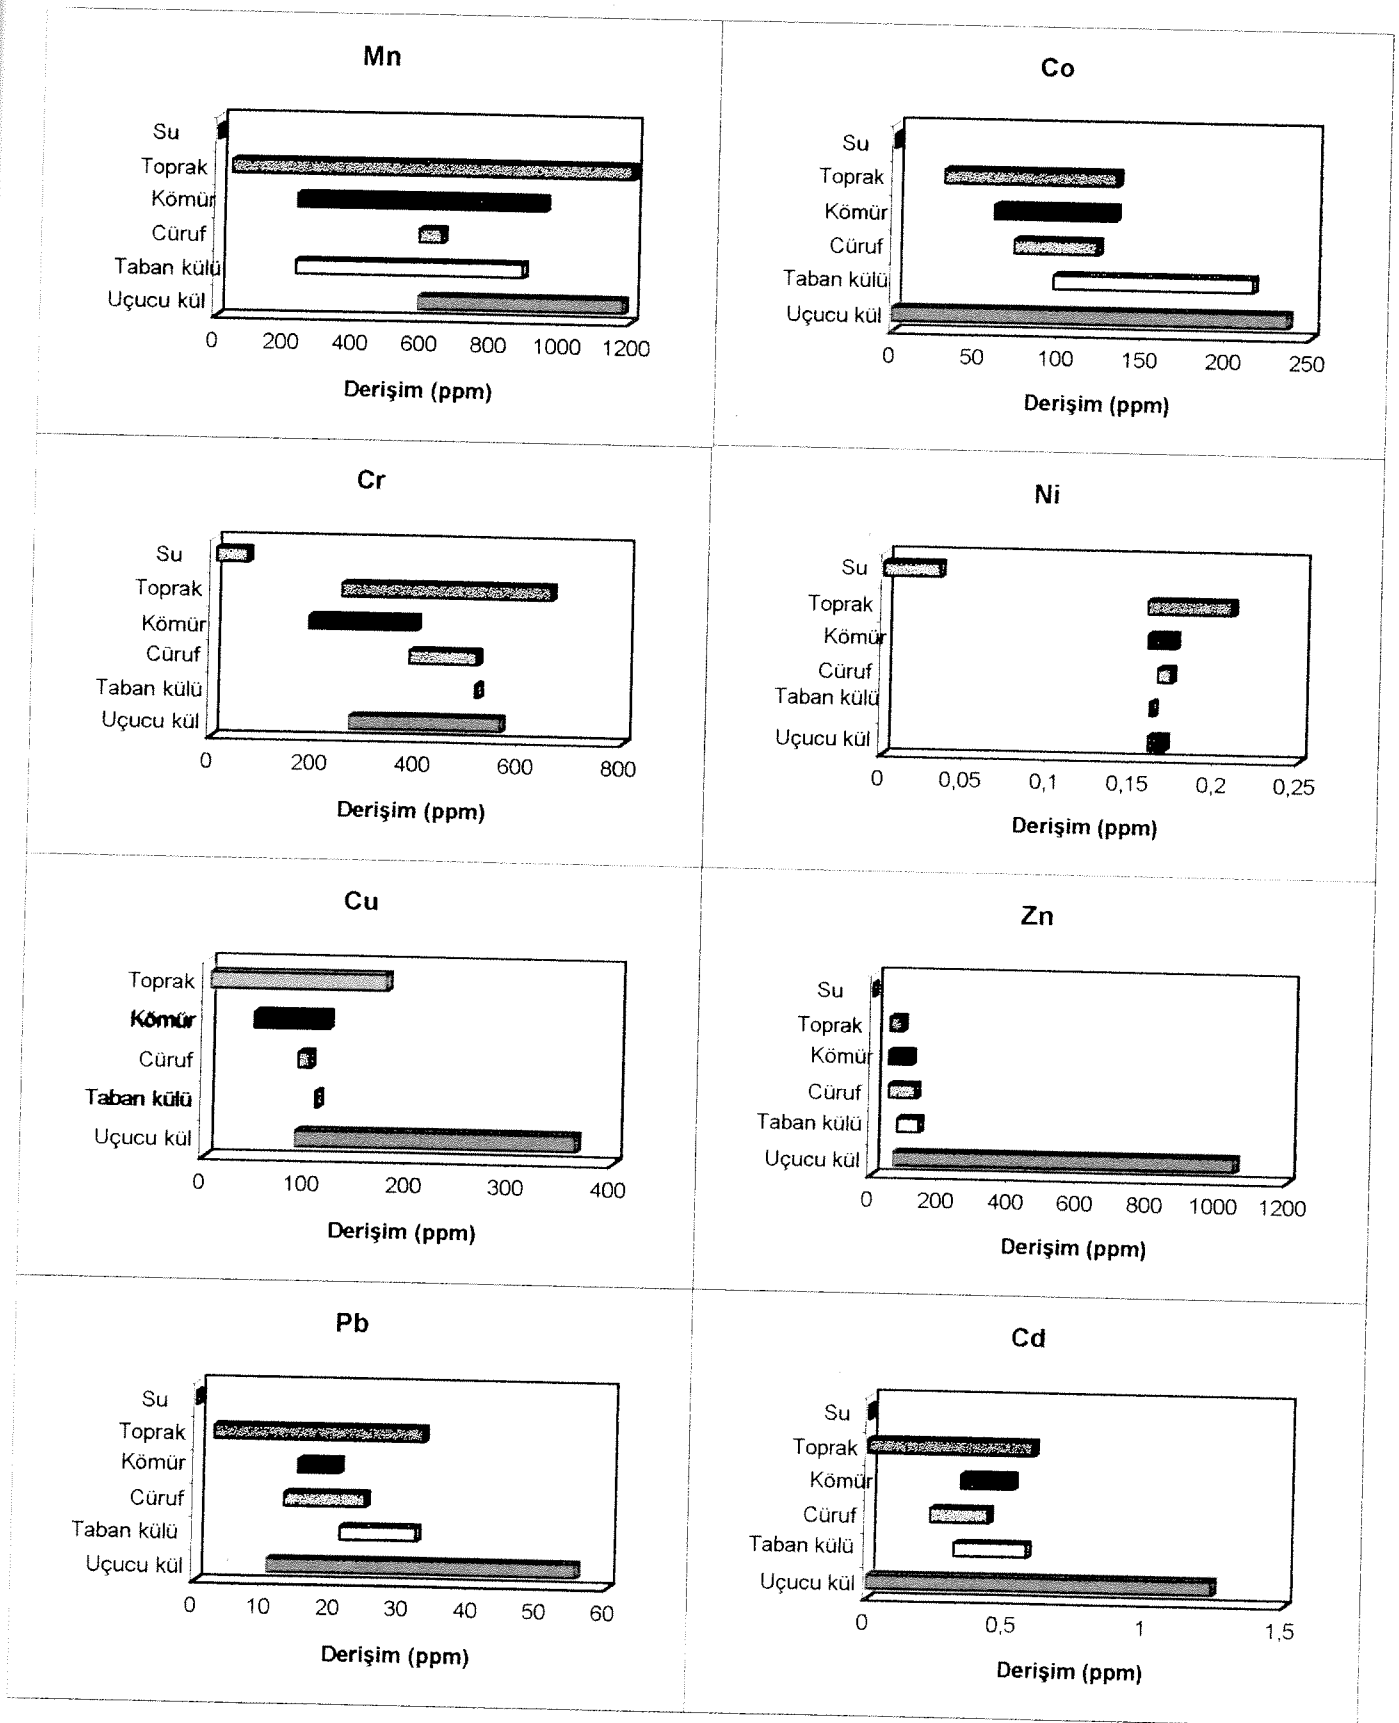 Mn
Su
Toprak
Kömür
Cüruf
Taban külü
Uçucu kül
0 200 400 600 800 1000 1200
Derişim (ppm)
Co
Su
Toprak
Kömür
Cüruf
Taban külü
Uçucu kül
0 50 100 150 200 250
Derişim (ppm)
Cr
Su
Toprak
Kömür
Cüruf
Taban külü
Uçucu kül
0 200 400 600 800
Derişim (ppm)
Ni
Su
Toprak
Kömür
Cüruf
Taban külü
Uçucu kül
0 0,05 0,1 0,15 0,2 0,25
Derişim (ppm)
Cu
Toprak
Kömür
Cüruf
Taban külü
Uçucu kül
0 100 200 300 400
Derişim (ppm)
Zn
Su
Toprak
Kömür
Cüruf
Taban külü
Uçucu kül
0 200 400 600 800 1000 1200
Derişim (ppm)
Pb
Su
Toprak
Kömür
Cüruf
Taban külü
Uçucu kül
0 10 20 30 40 50 60
Derişim (ppm)
Cd
Su
Toprak
Kömür
Cüruf
Taban külü
Uçucu kül
0 0,5 1 1,5
Derişim (ppm)